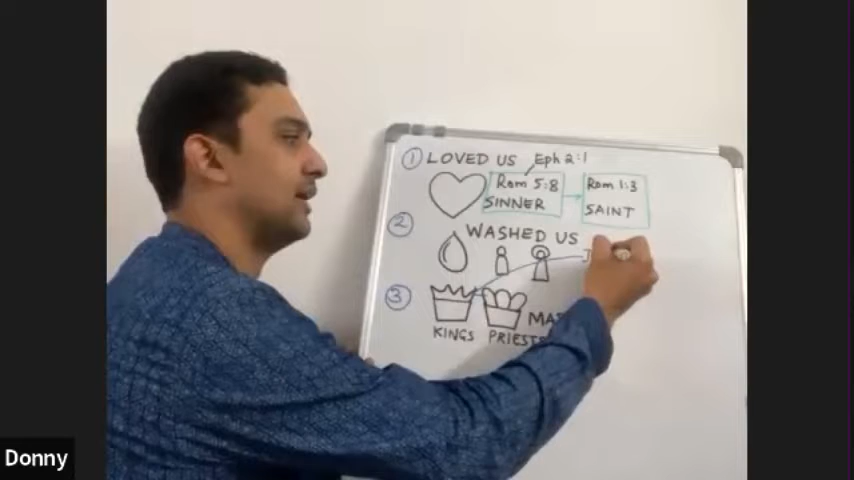 ① LOVED US Eph 2:1
Rom 5:8
SINNER
Rom 1:3
SAINT
② WASHED US
③
KINGS PRIESTS
Donny